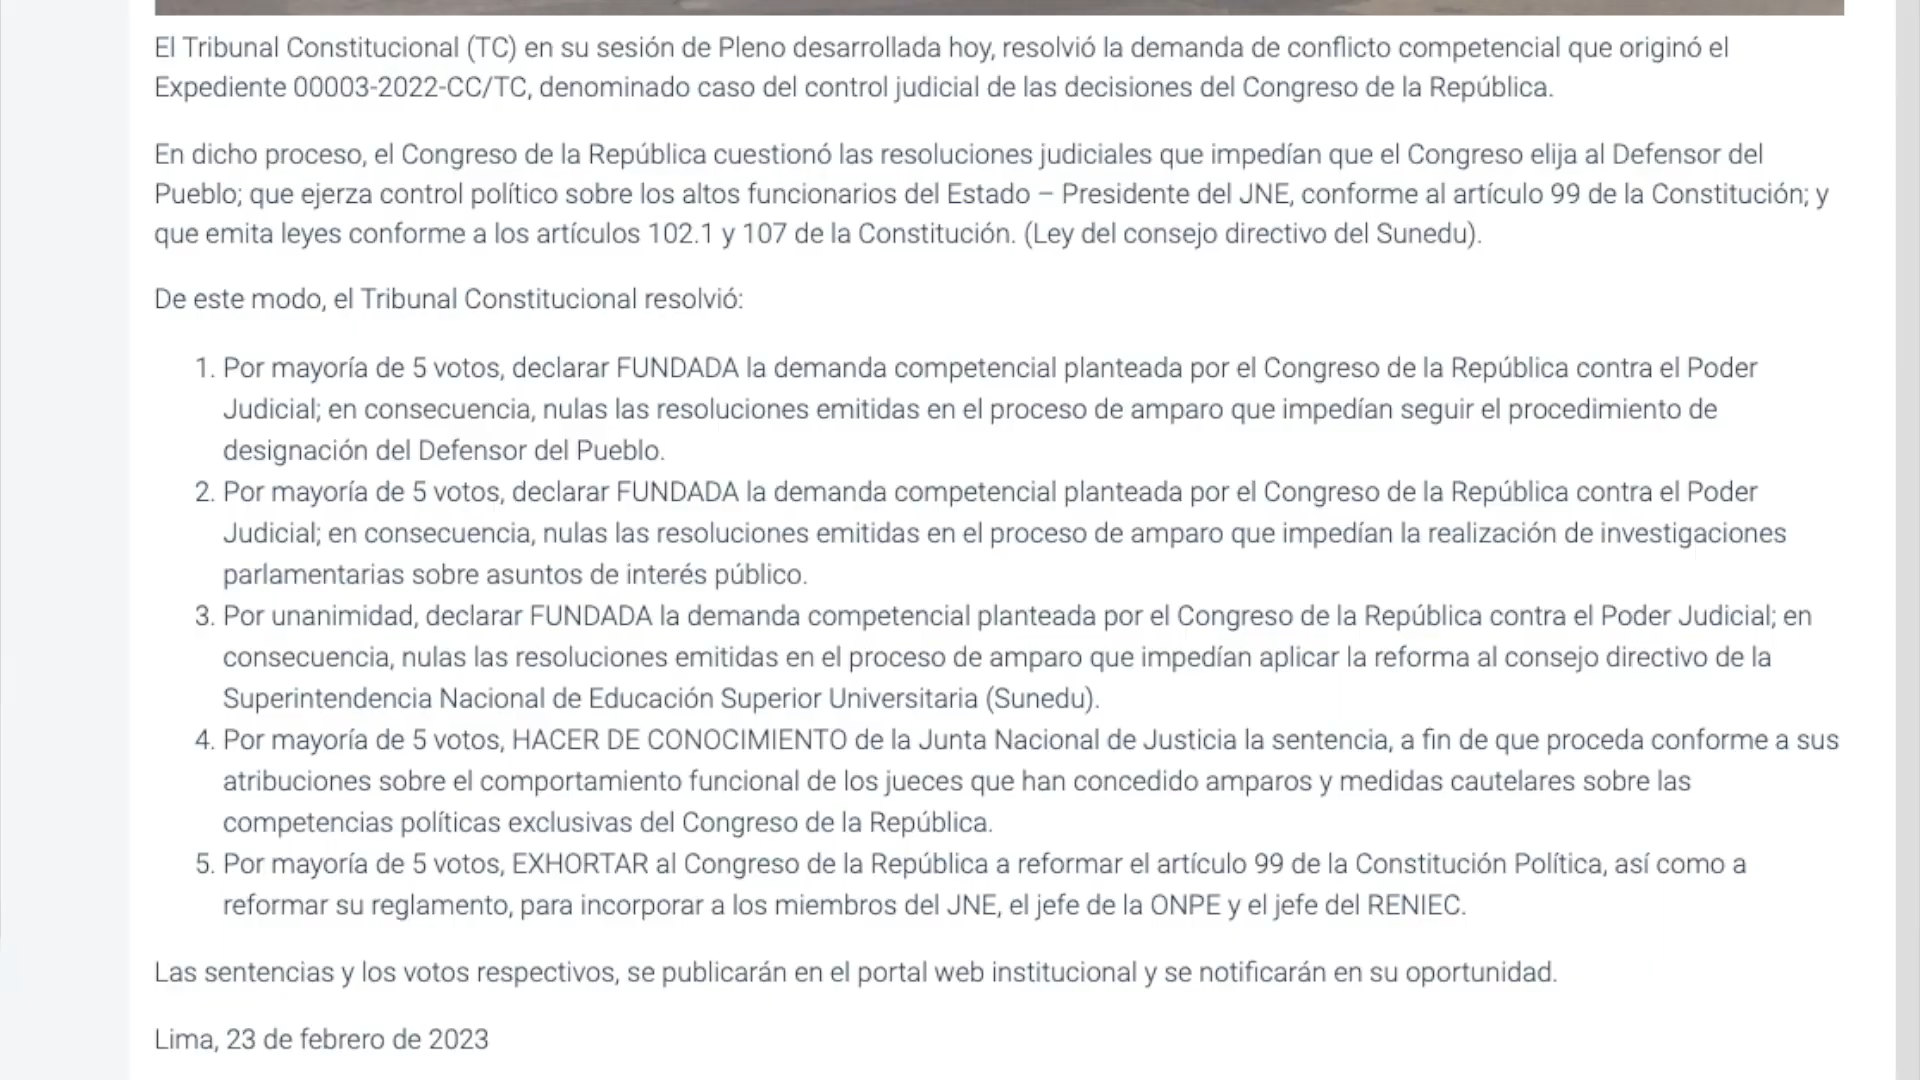 El Tribunal Constitucional (TC) en su sesión de Pleno desarrollada hoy, resolvió la demanda de conflicto competencial que originó el
Expediente 00003-2022-CC/TC, denominado caso del control judicial de las decisiones del Congreso de la República.
En dicho proceso, el Congreso de la República cuestionó las resoluciones judiciales que impedían que el Congreso elija al Defensor del
Pueblo; que ejerza control político sobre los altos funcionarios del Estado – Presidente del JNE, conforme al artículo 99 de la Constitución; y
que emita leyes conforme a los artículos 102.1 y 107 de la Constitución. (Ley del consejo directivo del Sunedu).
De este modo, el Tribunal Constitucional resolvió:
1. Por mayoría de 5 votos, declarar FUNDADA la demanda competencial planteada por el Congreso de la República contra el Poder
Judicial; en consecuencia, nulas las resoluciones emitidas en el proceso de amparo que impedían seguir el procedimiento de
designación del Defensor del Pueblo.
2. Por mayoría de 5 votos, declarar FUNDADA la demanda competencial planteada por el Congreso de la República contra el Poder
Judicial; en consecuencia, nulas las resoluciones emitidas en el proceso de amparo que impedían la realización de investigaciones
parlamentarias sobre asuntos de interés público.
3. Por unanimidad, declarar FUNDADA la demanda competencial planteada por el Congreso de la República contra el Poder Judicial; en
consecuencia, nulas las resoluciones emitidas en el proceso de amparo que impedían aplicar la reforma al consejo directivo de la
Superintendencia Nacional de Educación Superior Universitaria (Sunedu).
4. Por mayoría de 5 votos, HACER DE CONOCIMIENTO de la Junta Nacional de Justicia la sentencia, a fin de que proceda conforme a sus
atribuciones sobre el comportamiento funcional de los jueces que han concedido amparos y medidas cautelares sobre las
competencias políticas exclusivas del Congreso de la República.
5. Por mayoría de 5 votos, EXHORTAR al Congreso de la República a reformar el artículo 99 de la Constitución Política, así como a
reformar su reglamento, para incorporar a los miembros del JNE, el jefe de la ONPE y el jefe del RENIEC.
Las sentencias y los votos respectivos, se publicarán en el portal web institucional y se notificarán en su oportunidad.
Lima, 23 de febrero de 2023